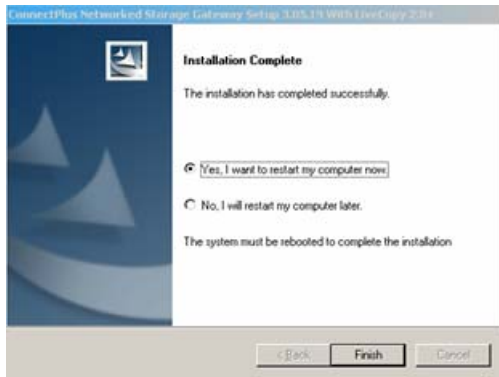 ConnectPlus Networked Storage Gateway Setup 3.05.19 With LiveCopy 2.04
Installation Complete
The installation has completed successfully.
Yes, I want to restart my computer now.
No, I will restart my computer later.
The system must be rebooted to complete the installation
< Back
Finish
Cancel